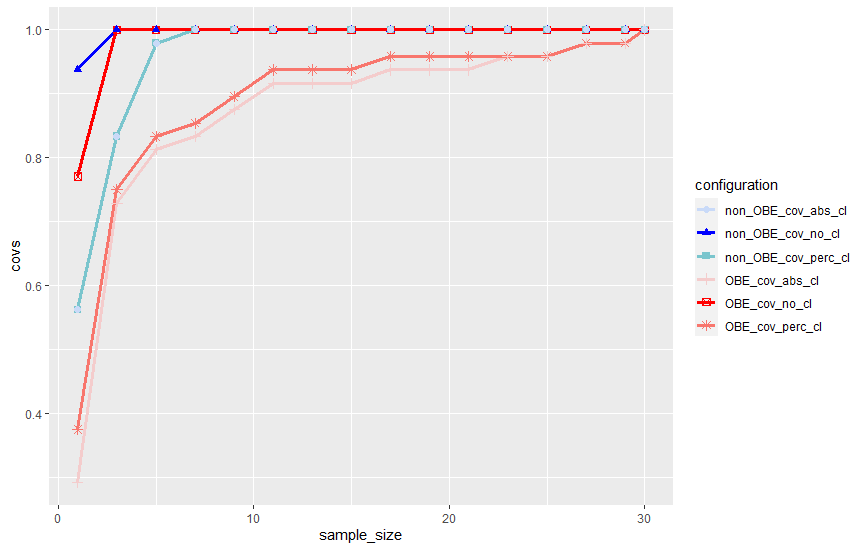 1.0
0.8
0.6
0.4
covs
0
10
20
30
sample_size
configuration
non_OBE_cov_abs_cl
non_OBE_cov_no_cl
non_OBE_cov_perc_cl
OBE_cov_abs_cl
OBE_cov_no_cl
OBE_cov_perc_cl